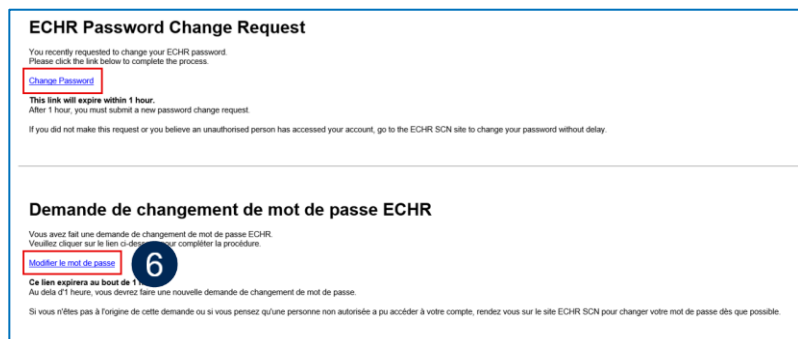 ECHR Password Change Request
You recently requested to change your ECHR password.
Please click the link below to complete the process.
Change Password
This link will expire within 1 hour.
After 1 hour, you must submit a new password change request.
If you did not make this request or you believe an unauthorised person has accessed your account, go to the ECHR SCN site to change your password without delay.
Demande de changement de mot de passe ECHR
Vous avez fait une demande de changement de mot de passe ECHR.
Veuillez cliquer sur le lien ci-dess pour compléter la procédure.
Modifier le mot de passe
6
Ce lien expirera au bout de 1
Au dela d'1 heure, vous devrez faire une nouvelle demande de changement de mot de passe.
Si vous n'êtes pas à l'origine de cette demande ou si vous pensez qu'une personne non autorisée a pu accéder à votre compte, rendez vous sur le site ECHR SCN pour changer votre mot de passe dès que possible.